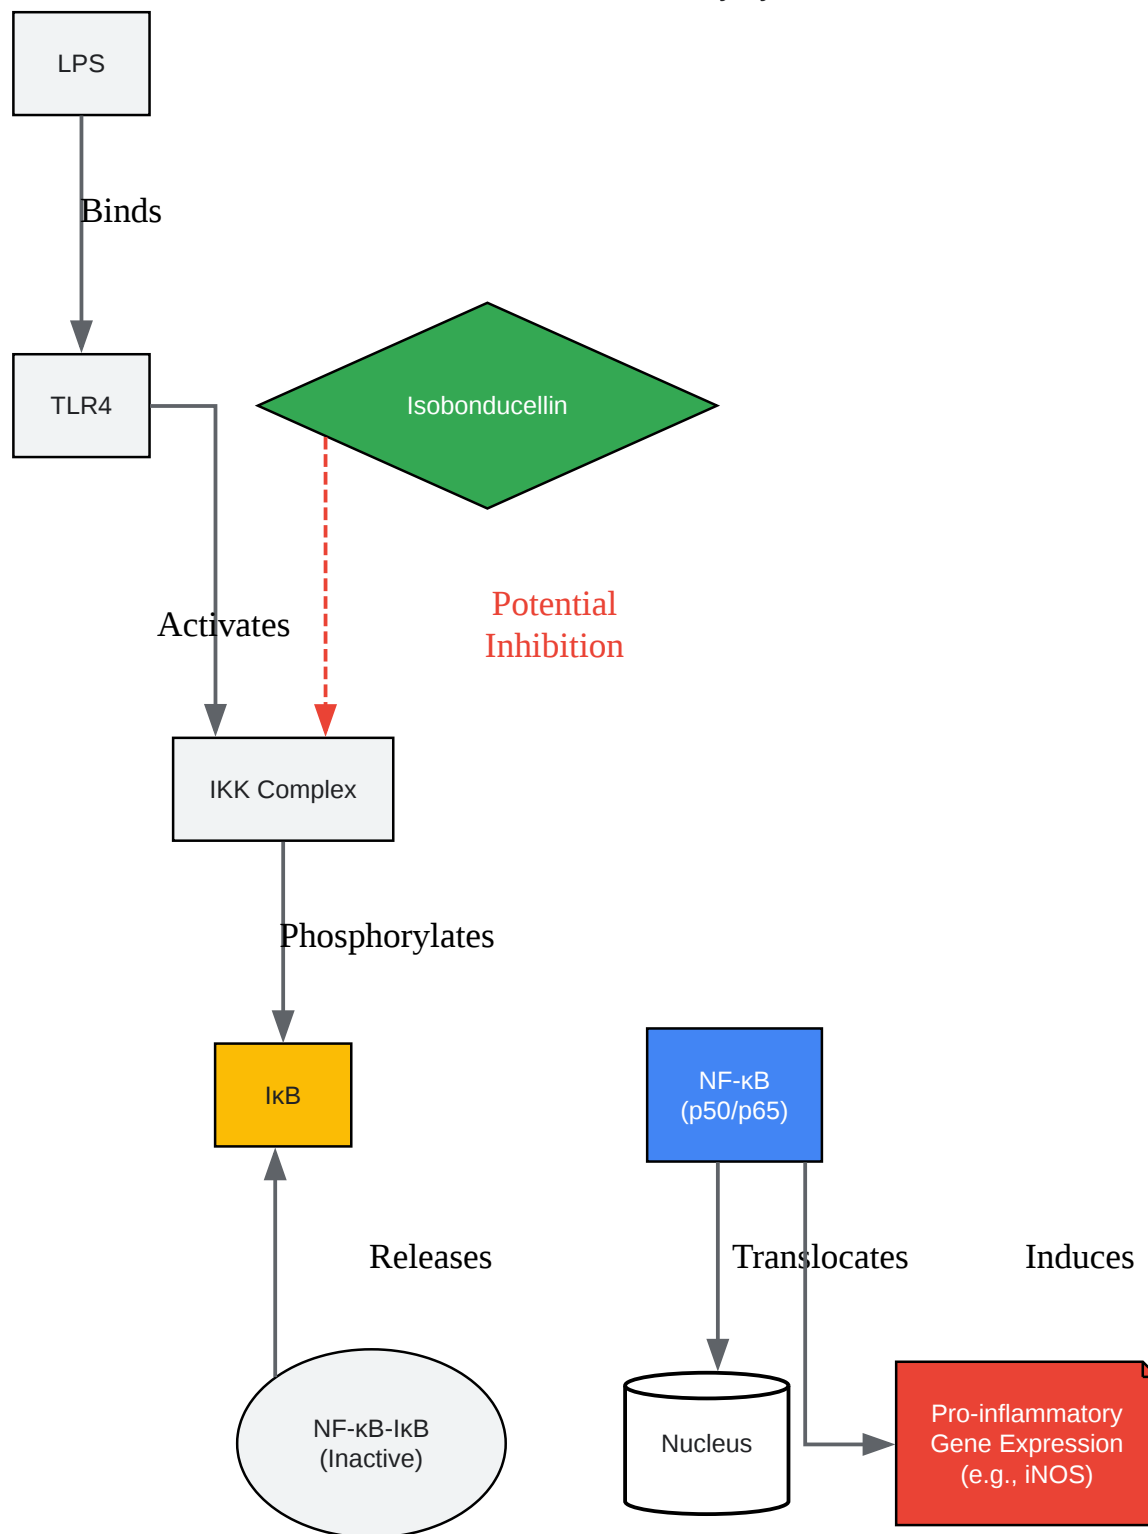 LPS
Binds
TLR4
Isobonducellin
Potential
Inhibition
Activates
IKK Complex
Phosphorylates
IκB
NF-κB
(p50/p65)
Releases
Translocates
Induces
NF-κB-IκB
(Inactive)
Nucleus
Pro-inflammatory
Gene Expression
(e.g., iNOS)